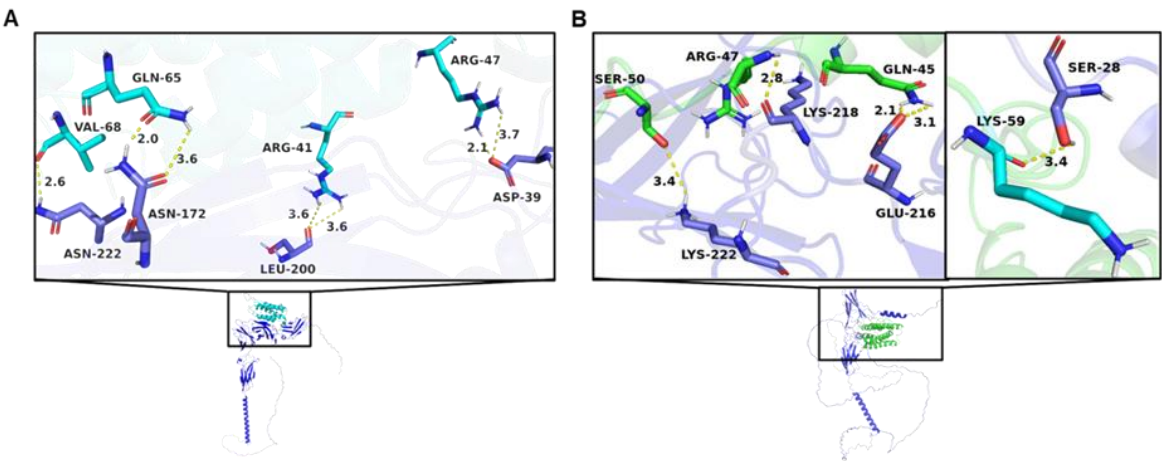 A
B
ARG-47
GLN-65
VAL-68
2.0
3.6
3.7
ARG-41
2.1
2.6
ASP-39
ASN-172
3.6
3.6
ASN-222
LEU-200
ARG-47
SER-50
2.8
GLN-45
LYS-218
2.1
3.1
3.4
GLU-216
LYS-222
SER-28
LYS-59
3.4